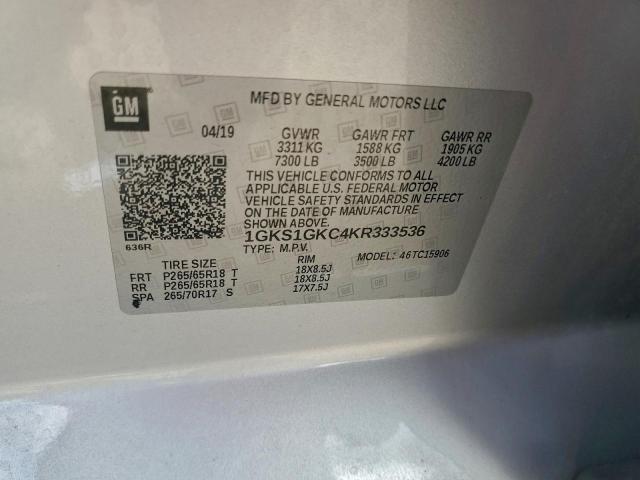 GM
MFD BY GENERAL MOTORS LLC
04/19 GVWR GAWR FRT GAWR RR
3311 KG 1588 KG 1905 KG
7300 LB 3500 LB 4200 LB
THIS VEHICLE CONFORMS TO ALL
APPLICABLE U.S. FEDERAL MOTOR
VEHICLE SAFETY STANDARDS IN EFFECT
ON THE DATE OF MANUFACTURE
SHOWN ABOVE.
1GKS1GKC4KR333536
636R
TYPE: M.P.V. MODEL: 46TC15906
TIRE SIZE RIM
FRT P265/65R18 T 18X8.5J
RR P265/65R18 T 18X8.5J
SPA 265/70R17 S 17X7.5J